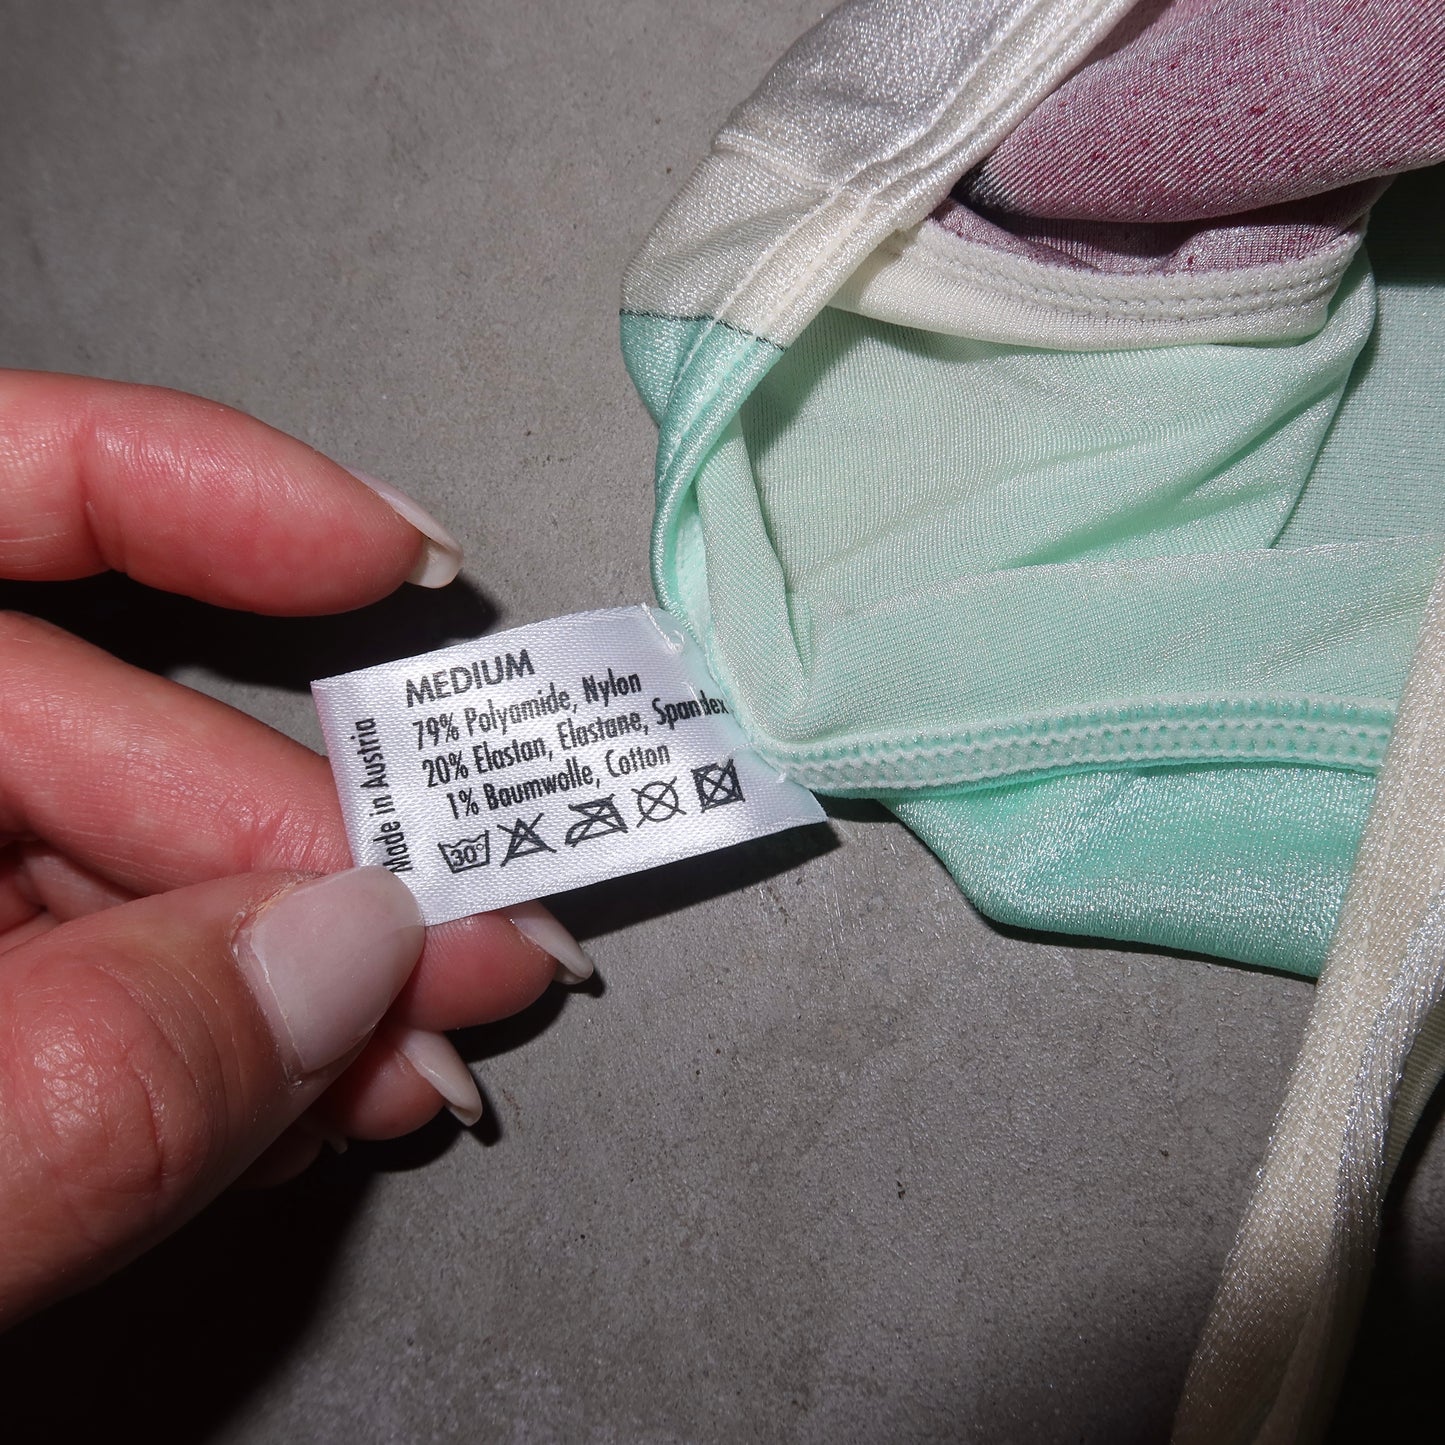 MEDIUM
79% Polyamide, Nylon
20% Elastan, Elastane, Spandex
1% Baumwolle, Cotton
30°
Made in Austria